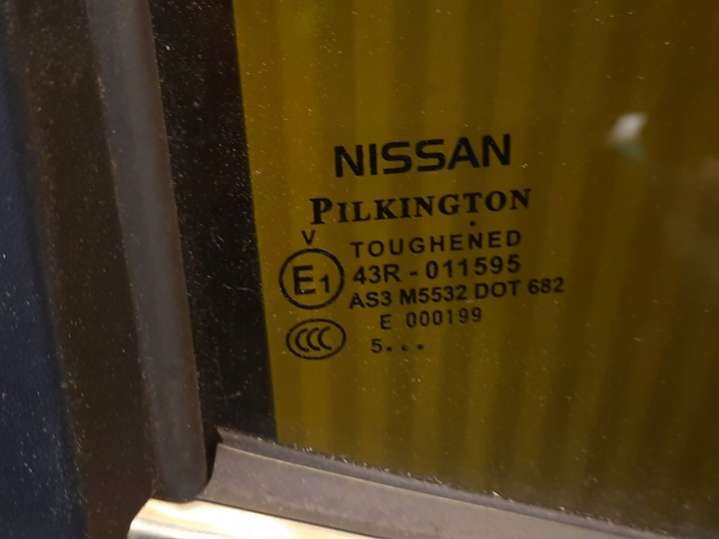 NISSAN
PILKINGTON
V
TOUGHENED
E1 43R - 011595
AS3 M5532 DOT 682
CCC E 000199
5...